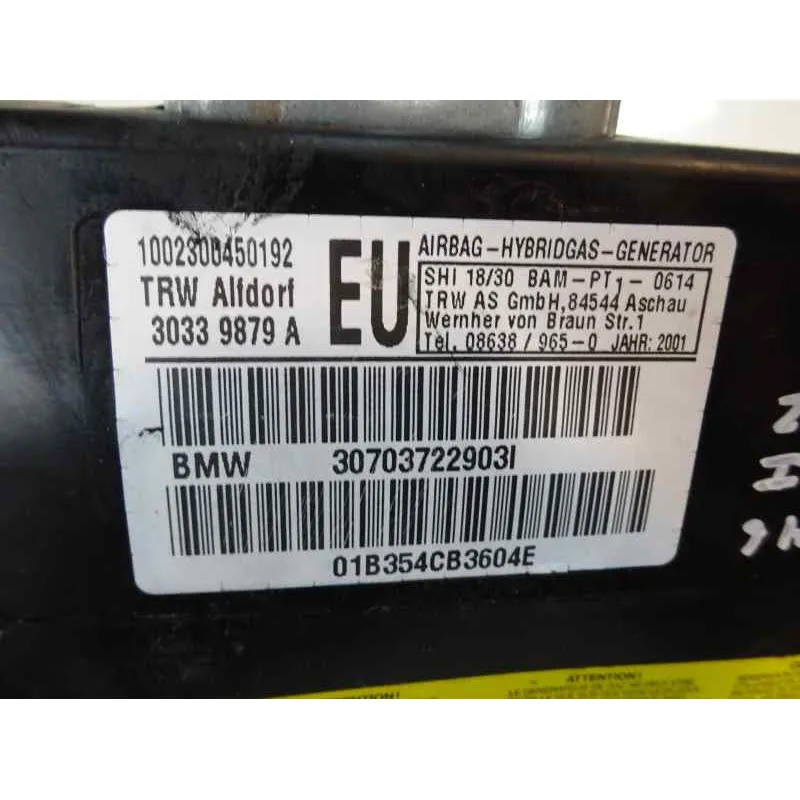 1002300450192
TRW Alfdorf
3033 9879 A
EU
AIRBAG-HYBRIDGAS-GENERATOR
SHI 18/30 BAM-PT1-0614
TRW AS GmbH,84544 Aschau
Wernher von Braun Str.1
Tel. 08638/965-0 JAHR: 2001
BMW 30703722903I
01B354CB3604E
ATTENTION!